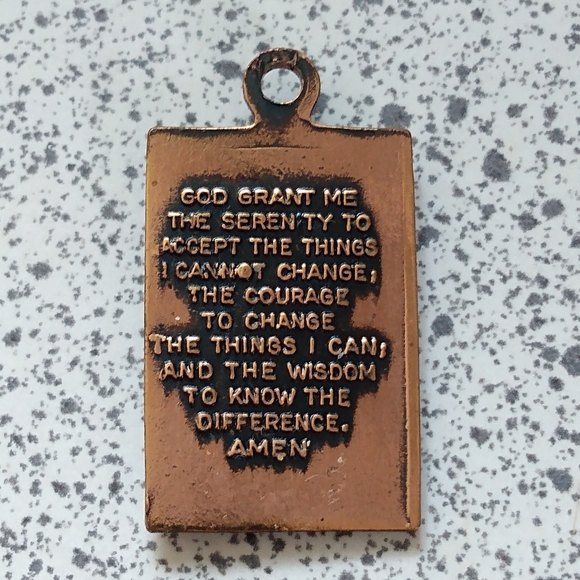 GOD GRANT ME
THE SERENITY TO
ACCEPT THE THINGS
I CANNOT CHANGE,
THE COURAGE
TO CHANGE
THE THINGS I CAN;
AND THE WISDOM
TO KNOW THE
DIFFERENCE.
AMEN